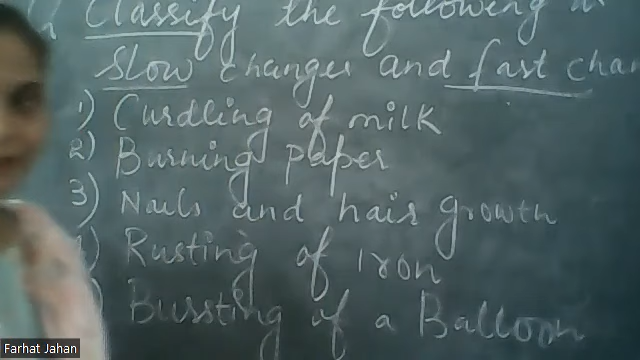 Classify the following
Slow changes and fast cha
1) Curdling of milk
2) Burning paper
3) Nails and hair growth
) Rusting of Iron
) Bursting of a Balloon
Farhat Jahan